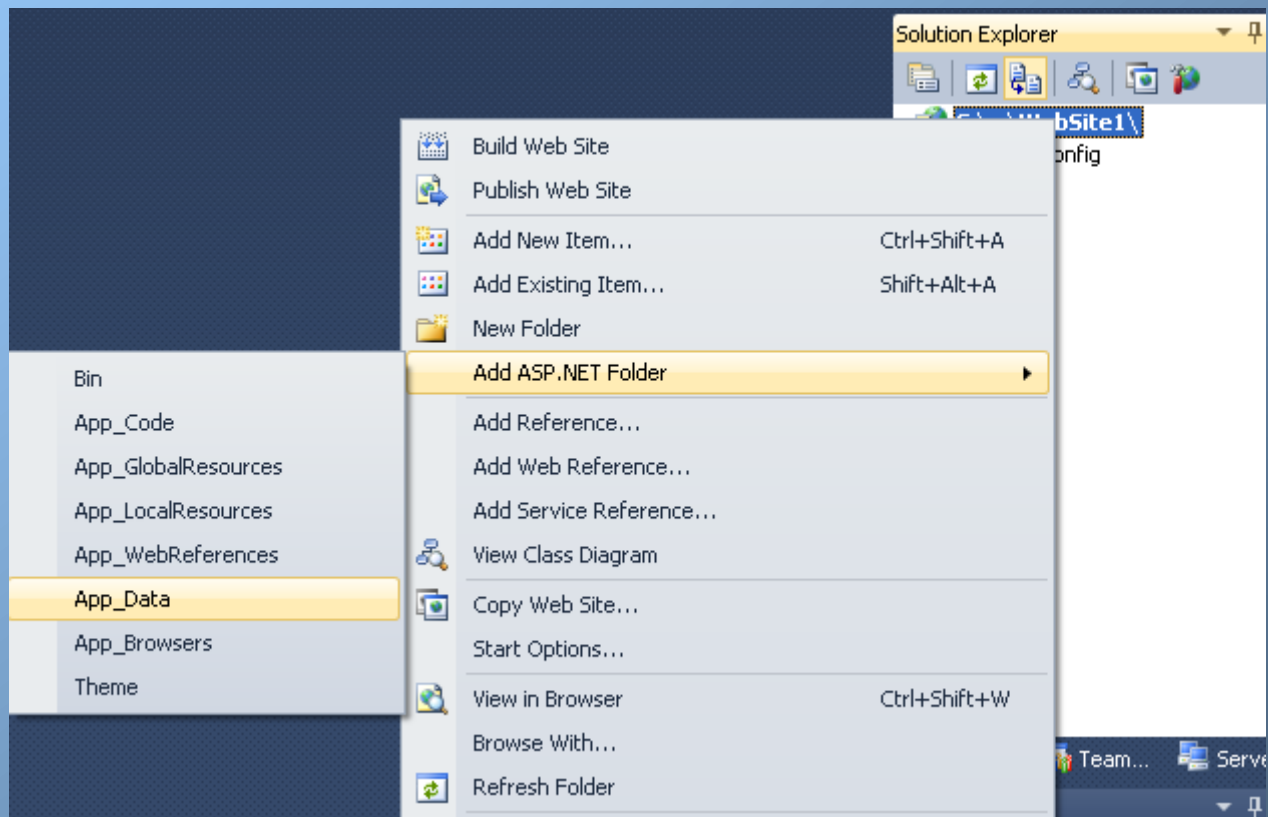 Solution Explorer
bSite1\
onfig
Build Web Site
Publish Web Site
Add New Item... Ctrl+Shift+A
Add Existing Item... Shift+Alt+A
New Folder
Add ASP.NET Folder
Add Reference...
Add Web Reference...
Add Service Reference...
View Class Diagram
Copy Web Site...
Start Options...
View in Browser Ctrl+Shift+W
Browse With...
Refresh Folder
Bin
App_Code
App_GlobalResources
App_LocalResources
App_WebReferences
App_Data
App_Browsers
Theme
Team... Serve